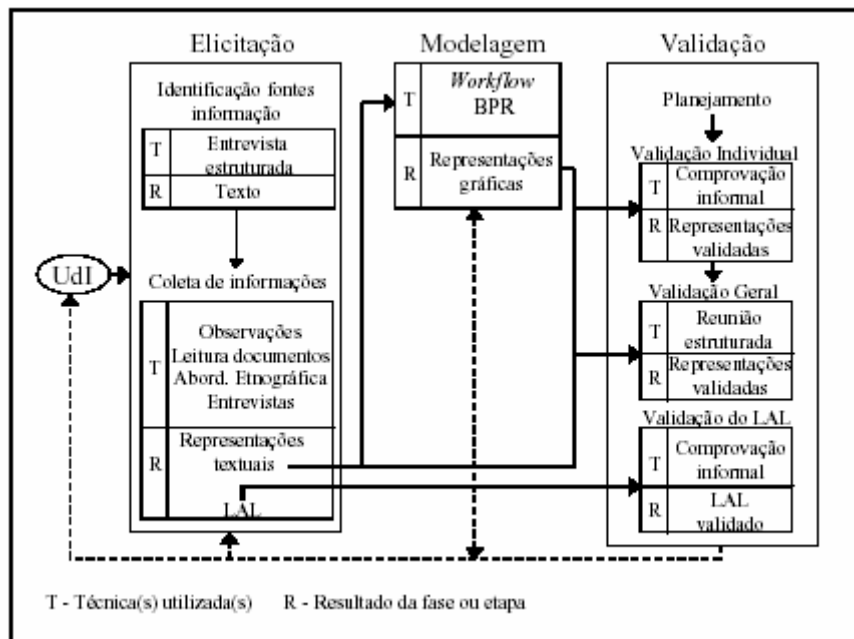 Elicitação
Modelagem
Validação
Identificação fontes
informação
T
Entrevista
estruturada
R
Texto
UdI
Coleta de informações
T
Observações
Leitura documentos
Abord. Etnográfica
Entrevistas
R
Representações
textuais
LAL
T
Workflow
BPR
R
Representações
gráficas
Planejamento
Validação Individual
T
Comprovação
informal
R
Representações
validadas
Validação Geral
T
Reunião
estruturada
R
Representações
validadas
Validação do LAL
T
Comprovação
informal
R
LAL
validado
T - Técnica(s) utilizada(s) R - Resultado da fase ou etapa